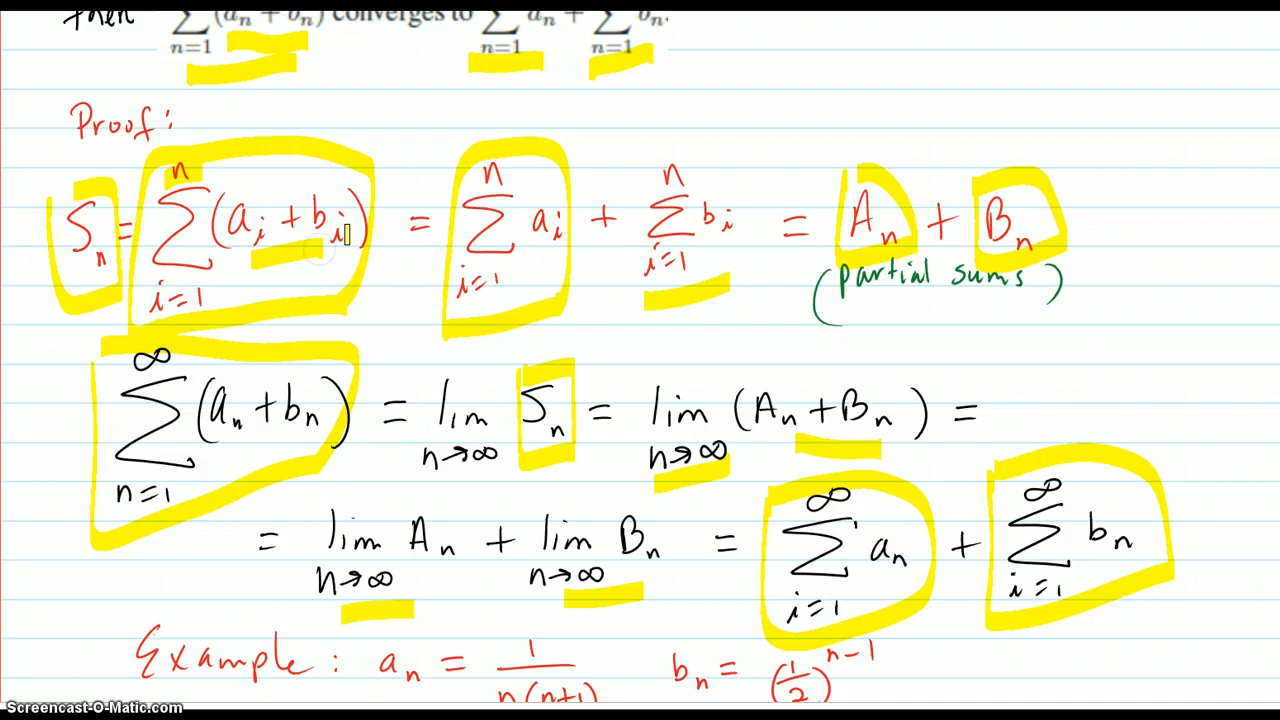 then ∑_{n=1} (a_n + b_n) converges to ∑_{n=1} a_n + ∑_{n=1} b_n.
Proof:
S_n = ∑_{i=1}^{n} (a_i + b_i) = ∑_{i=1}^{n} a_i + ∑_{i=1}^{n} b_i = A_n + B_n
(partial sums)
∑_{n=1}^{∞} (a_n + b_n) = lim_{n→∞} S_n = lim_{n→∞} (A_n + B_n) =
= lim_{n→∞} A_n + lim_{n→∞} B_n = ∑_{i=1}^{∞} a_n + ∑_{i=1}^{∞} b_n
Example: a_n = 1/(n(n+1)) b_n = (1/2)^{n-1}
Screencast-O-Matic.com